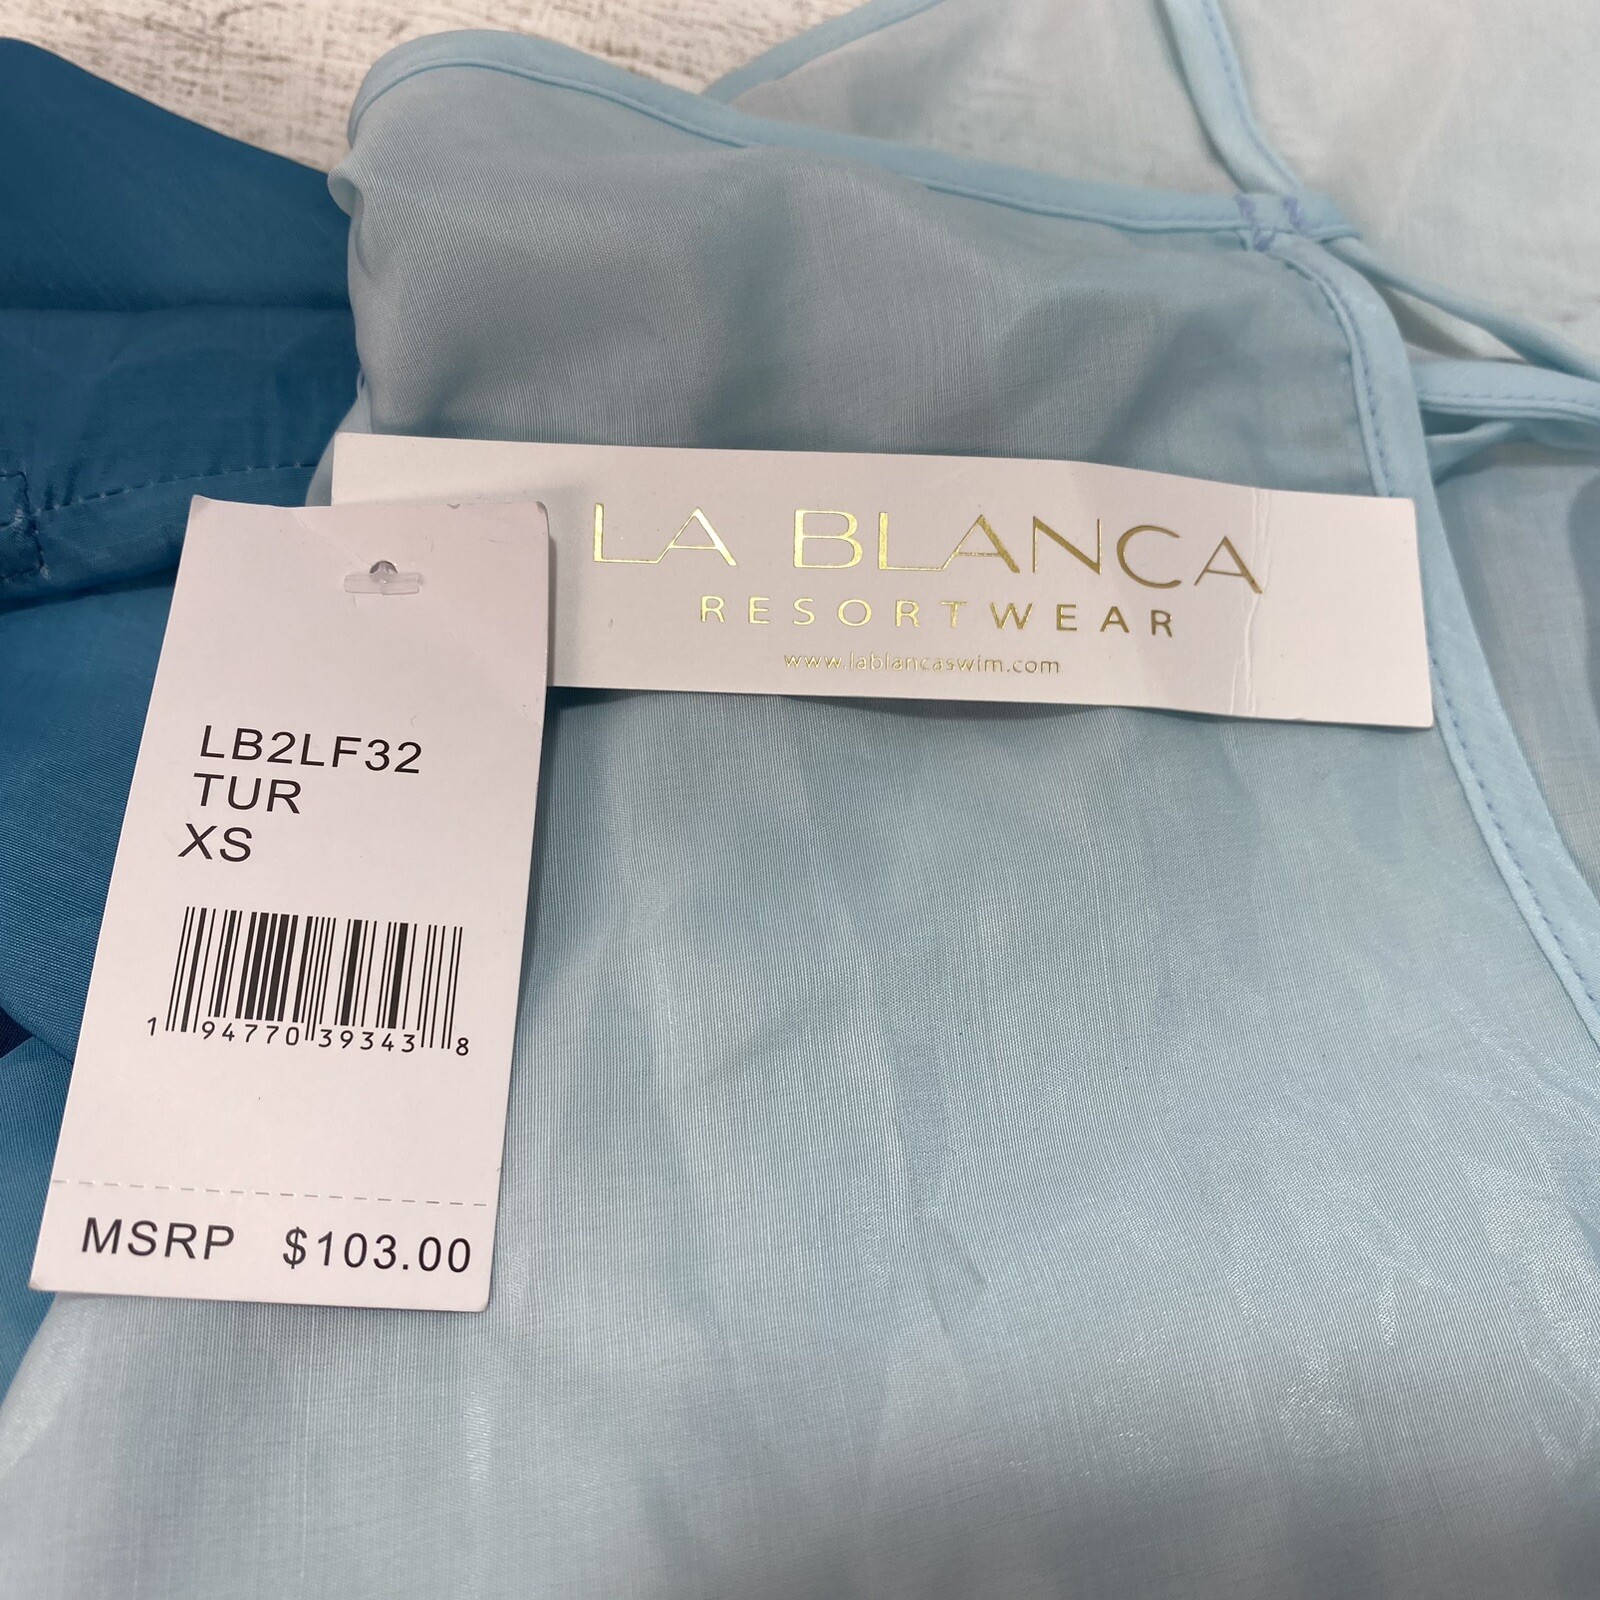 LA BLANCA
RESORTWEAR
www.lablancaswim.com
LB2LF32
TUR
XS
1 94770 39343 8
MSRP $103.00